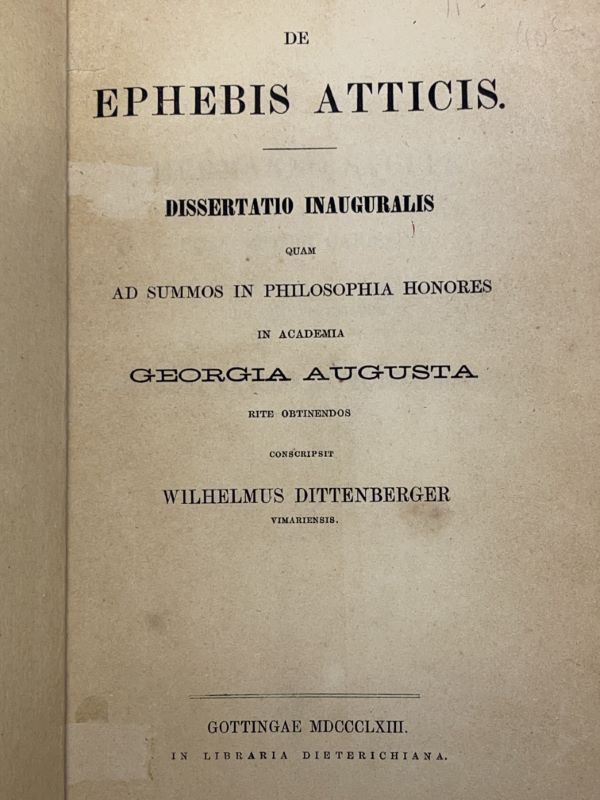 DE
EPHEBIS ATTICIS.
DISSERTATIO INAUGURALIS
QUAM
AD SUMMOS IN PHILOSOPHIA HONORES
IN ACADEMIA
GEORGIA AUGUSTA
RITE OBTINENDOS
CONSCRIPSIT
WILHELMUS DITTENBERGER
VIMARIENSIS.
GOTTINGAE MDCCCLXIII.
IN LIBRARIA DIETERICHIANA.